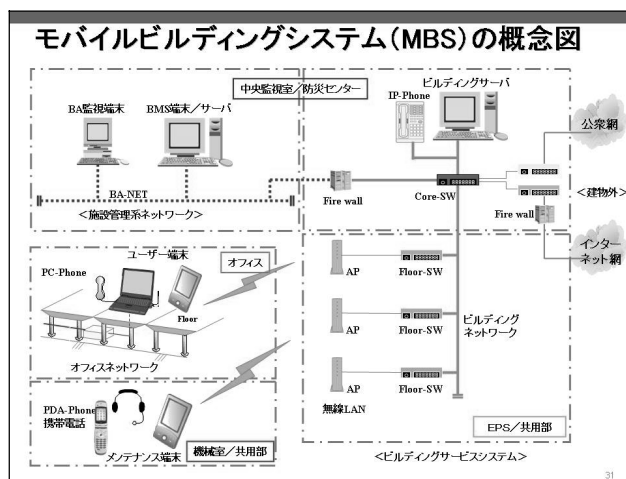 モバイルビルディングシステム(MBS)の概念図
中央監視室/防災センター
BA監視端末
BMS端末/サーバ
BA-NET
<施設管理系ネットワーク>
ビルディングサーバ
IP-Phone
公衆網
Fire wall
Core-SW
<建物外>
Fire wall
インター
ネット網
ユーザー端末
オフィス
PC-Phone
Floor
オフィスネットワーク
AP
Floor-SW
AP
Floor-SW
ビルディング
ネットワーク
AP
Floor-SW
無線LAN
EPS/共用部
PDA-Phone
携帯電話
メンテナンス端末
機械室/共用部
<ビルディングサービスシステム>
31